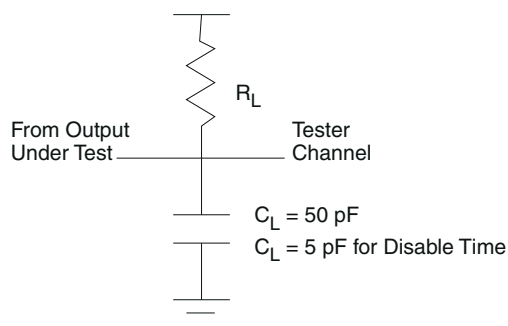 R_L
From Output
Under Test
Tester
Channel
C_L = 50 pF
C_L = 5 pF for Disable Time